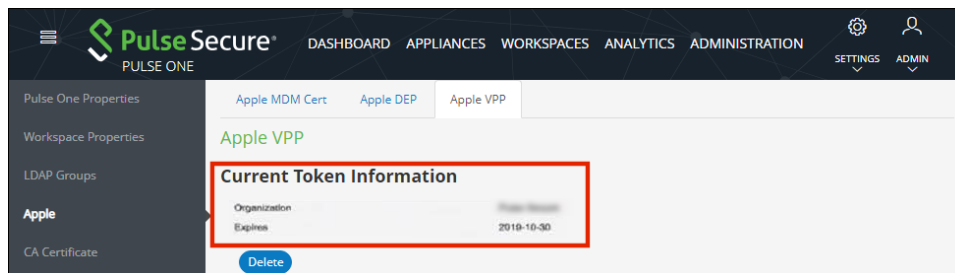 Pulse Secure®
PULSE ONE
DASHBOARD APPLIANCES WORKSPACES ANALYTICS ADMINISTRATION
SETTINGS ADMIN
Pulse One Properties
Workspace Properties
LDAP Groups
Apple
CA Certificate
Apple MDM Cert Apple DEP Apple VPP
Apple VPP
Current Token Information
Organization
Expires 2019-10-30
Delete